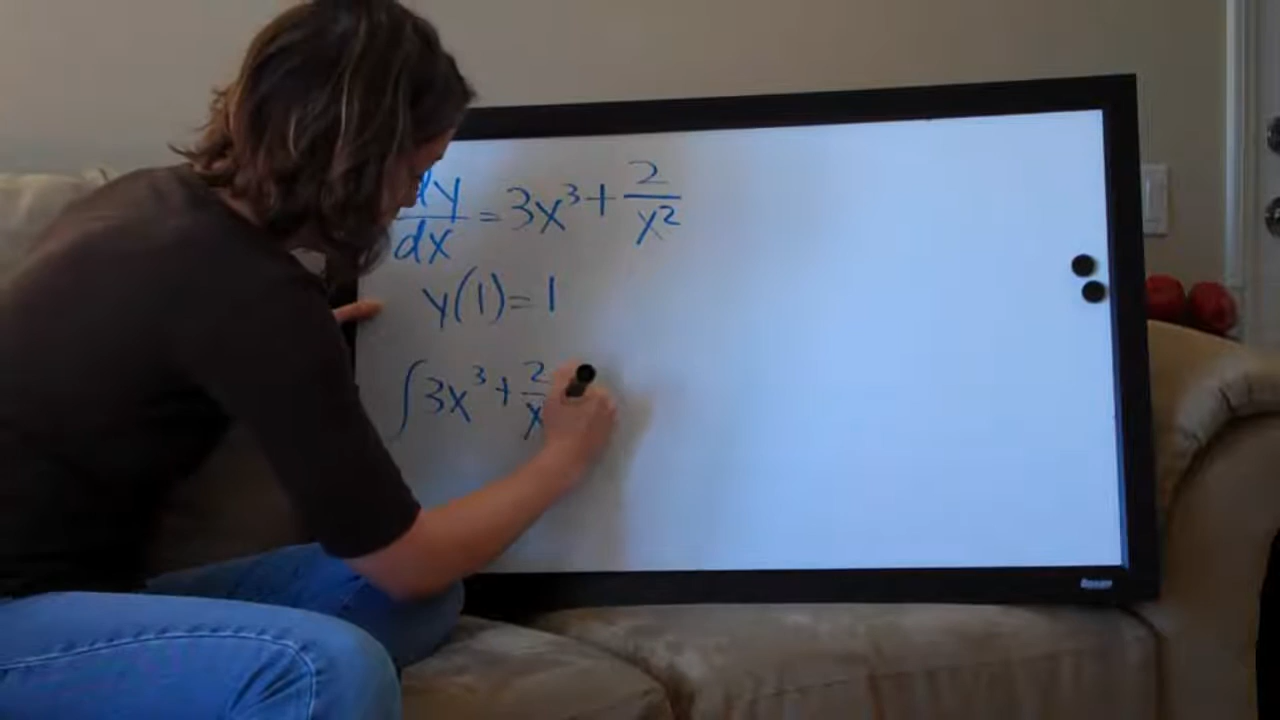 dy/dx = 3x³ + 2/x²
y(1) = 1
∫ 3x³ + 2/x